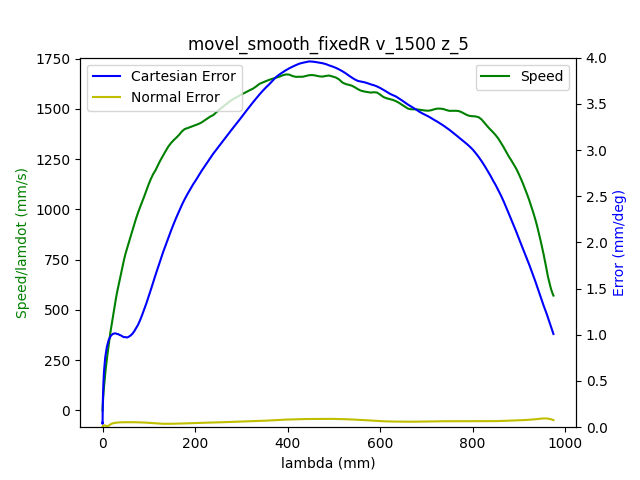 movel_smooth_fixedR v_1500 z_5
Cartesian Error
Normal Error
Speed
Speed/lamdot (mm/s)
1750
1500
1250
1000
750
500
250
0
4.0
3.5
3.0
2.5
2.0
1.5
1.0
0.5
0.0
Error (mm/deg)
0 200 400 600 800 1000
lambda (mm)